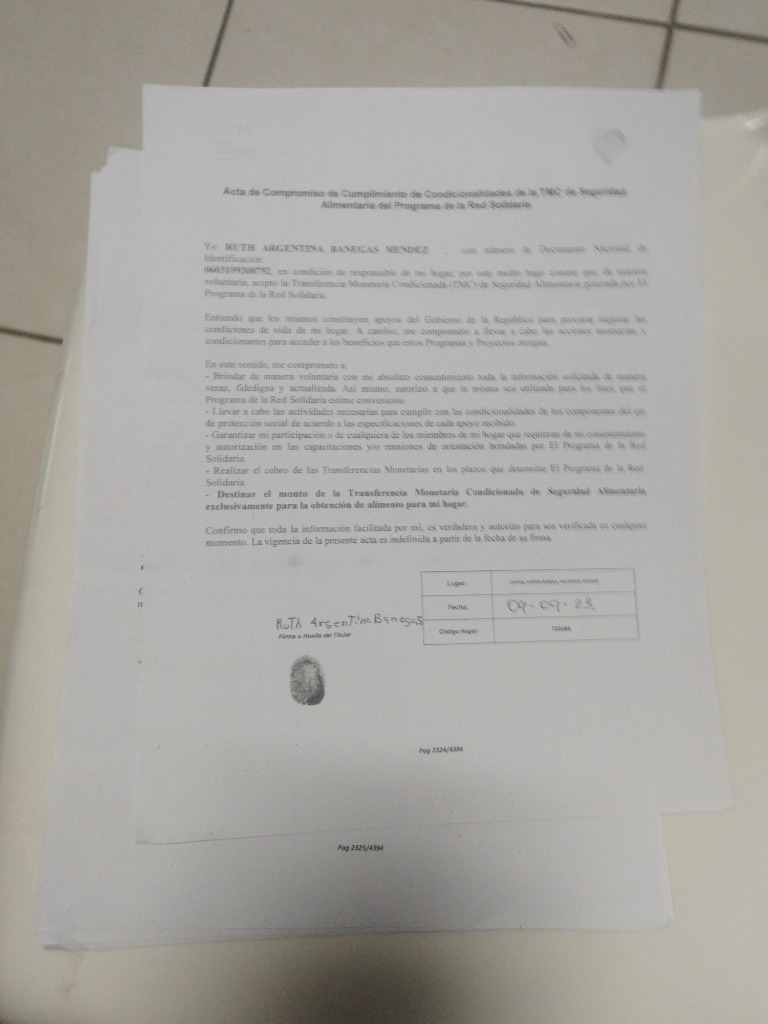 Acta de Compromiso de Cumplimiento de Condicionalidades de la TMC de Seguridad
Alimentaria del Programa de la Red Solidaria
Yo RUTH ARGENTINA BANEGAS MENDEZ , con número de Documento Nacional de
Identificación:
0603199300752, en condición de responsable de mi hogar, por este medio hago constar que, de manera
voluntaria, acepto la Transferencia Monetaria Condicionada (TMC) de Seguridad Alimentaria generada por El
Programa de la Red Solidaria.
Entiendo que los mismos constituyen apoyos del Gobierno de la República para procurar mejorar las
condiciones de vida de mi hogar. A cambio, me comprometo a llevar a cabo las acciones necesarias y
condicionantes para acceder a los beneficios que estos Programas y Proyectos otorgan.
En este sentido, me comprometo a:
- Brindar de manera voluntaria con mi absoluto consentimiento toda la información solicitada de manera
veraz, fidedigna y actualizada. Así mismo, autorizo a que la misma sea utilizada para los fines que el
Programa de la Red Solidaria estime conveniente.
- Llevar a cabo las actividades necesarias para cumplir con las condicionalidades de los componentes del eje
de protección social de acuerdo a las especificaciones de cada apoyo recibido.
- Garantizar mi participación o de cualquiera de los miembros de mi hogar que requieran de mi consentimiento
y autorización en las capacitaciones y/o reuniones de orientación brindadas por El Programa de la Red
Solidaria.
- Realizar el cobro de las Transferencias Monetarias en los plazos que determine El Programa de la Red
Solidaria.
- Destinar el monto de la Transferencia Monetaria Condicionada de Seguridad Alimentaria
exclusivamente para la obtención de alimento para mi hogar.
Confirmo que toda la información facilitada por mí, es verdadera y autorizo para sea verificada en cualquier
momento. La vigencia de la presente acta es indefinida a partir de la fecha de su firma.
Lugar:
Fecha: 09-09-23
Código Hogar:
Ruth Argentina Banegas
Firma o Huella del Titular
Pag 2324/4394
Pag 2325/4394